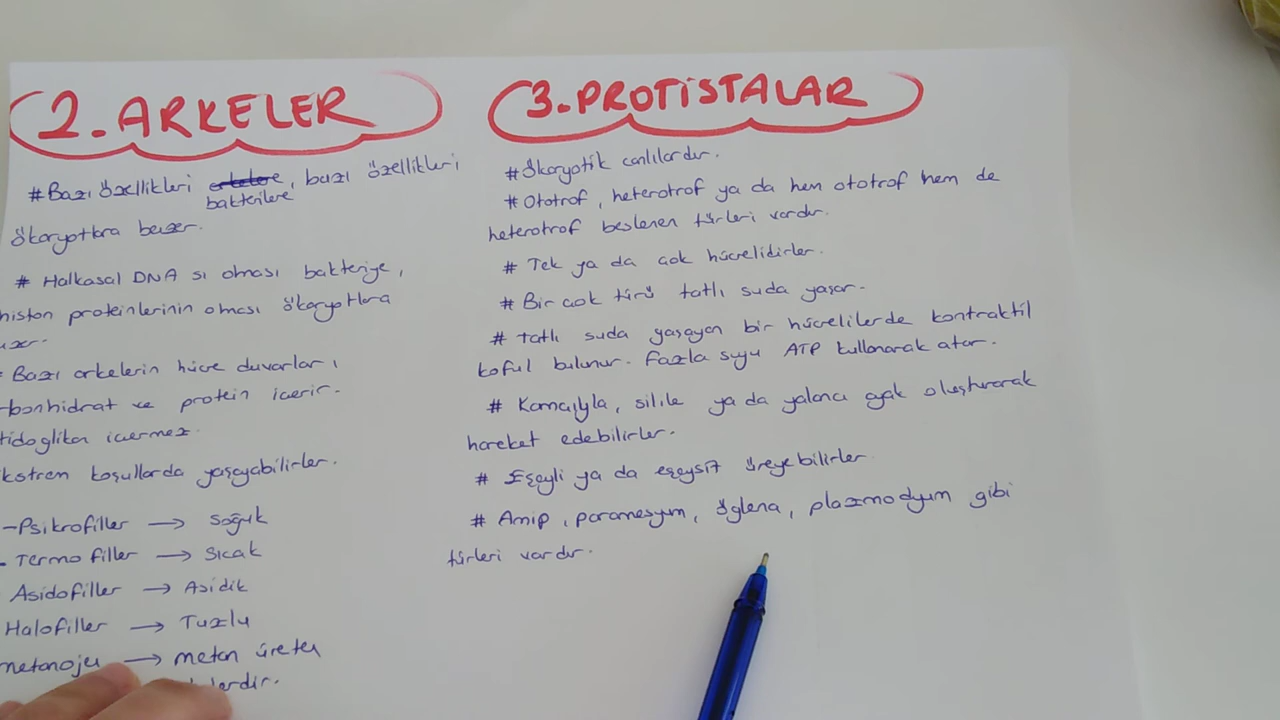 2. ARKELER
# Bazı özellikleri bakterilere, bazı özellikleri
ökaryotlara benzer.
# Halkasal DNA sı olması bakteriye,
histon proteinlerinin olması ökaryotlara
Bazı arkelerin hücre duvarları
bonhidrat ve protein içerir.
tidoglikan içermez.
kstrem koşullarda yaşayabilirler.
-Psikrofiller → Soğuk
- Termofiller → Sıcak
Asidofiller → Asidik
Halofiller → Tuzlu
metanojen → metan üreten
lerdir.
3. PROTİSTALAR
# Ökaryotik canlılardır.
# Ototrof, heterotrof ya da hem ototrof hem de
heterotrof beslenen türleri vardır.
# Tek ya da çok hücrelidirler.
# Bir çok türü tatlı suda yaşar.
# tatlı suda yaşayan bir hücrelilerde kontraktil
koful bulunur. Fazla suyu ATP kullanarak atar.
# Kamçıyla, sille ya da yalancı ayak oluşturarak
hareket edebilirler.
# Eşeyli ya da eşeysiz üreyebilirler
# Amip, paramesyum, öglena, plazmodyum gibi
türleri vardır.